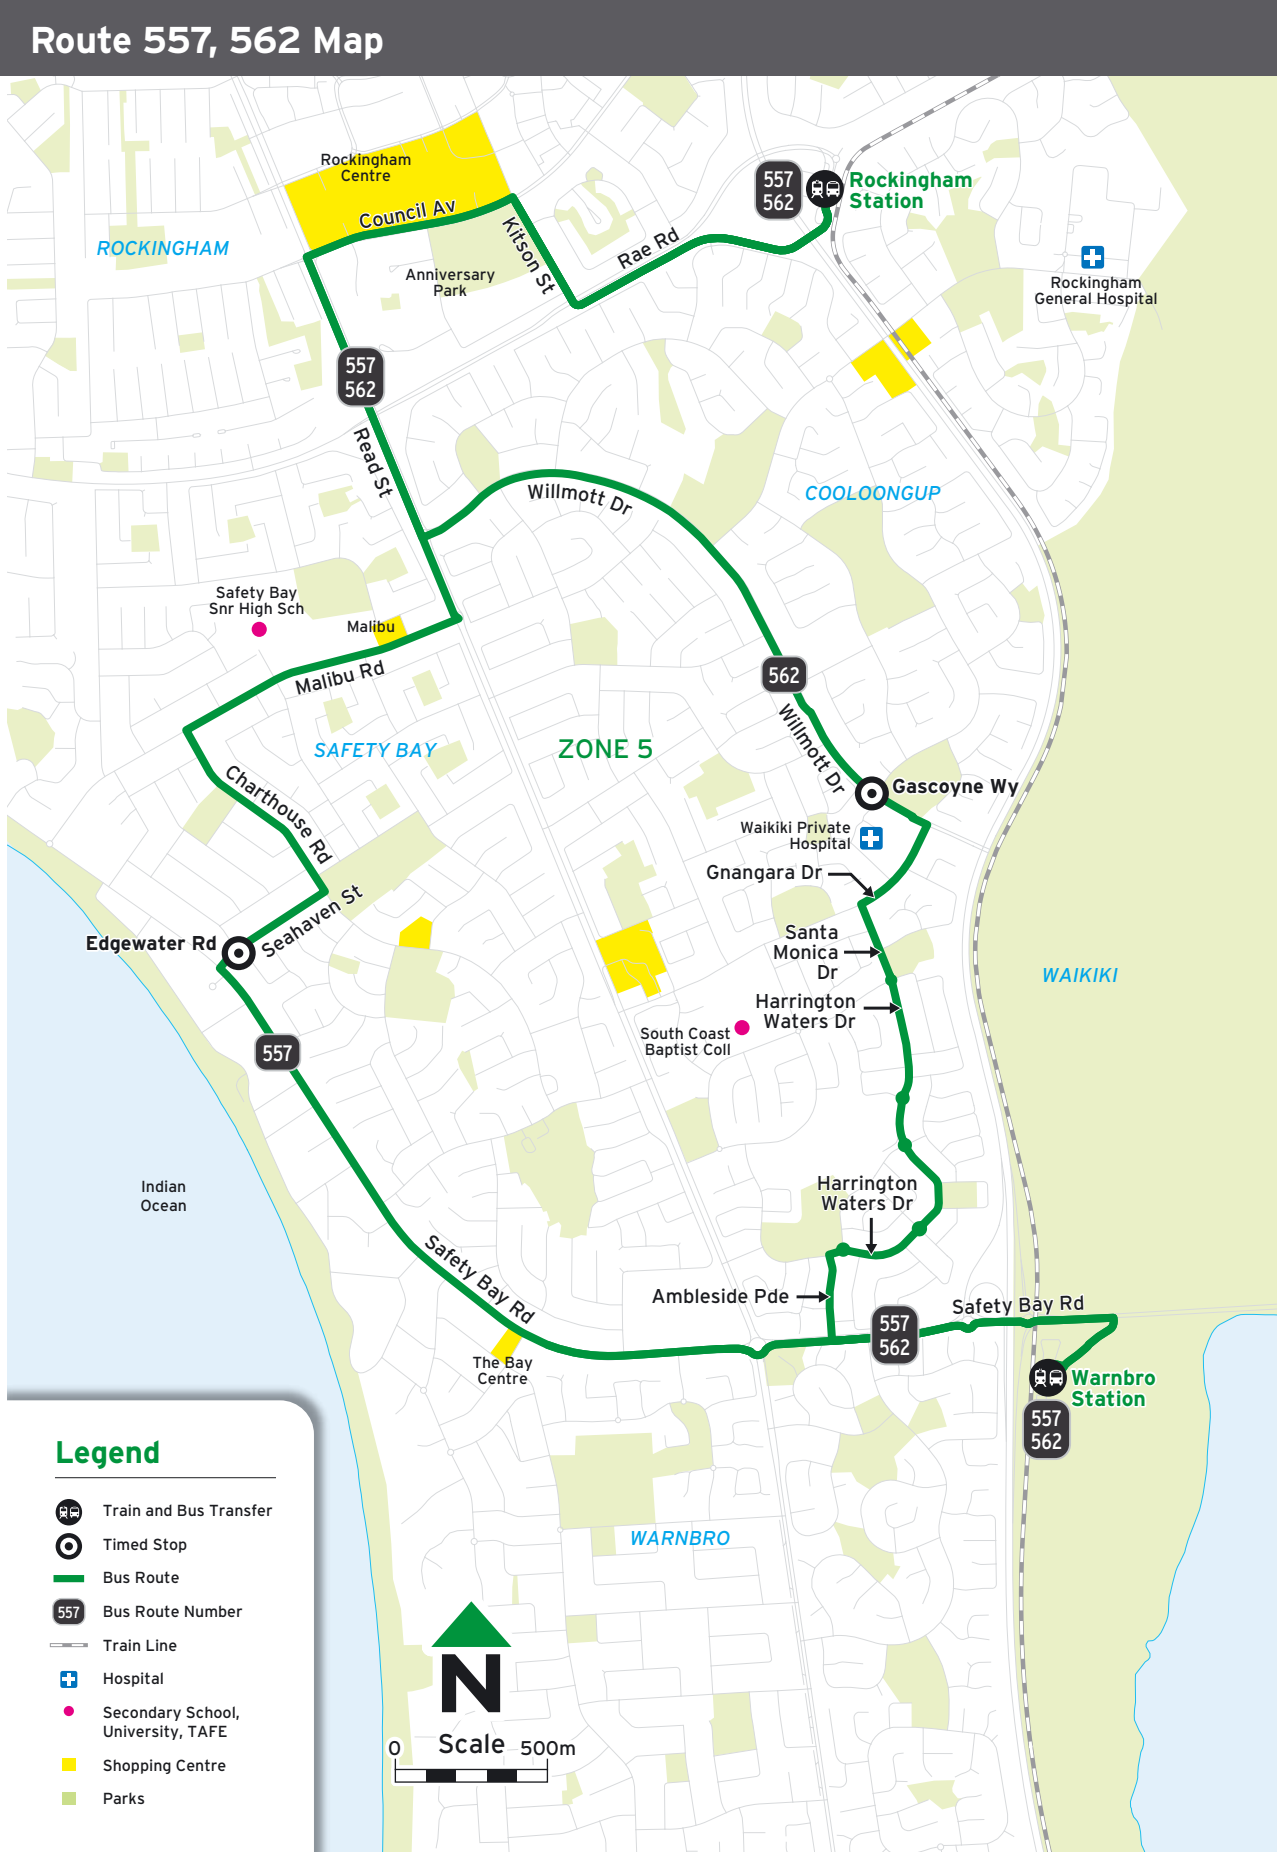 Route 557, 562 Map
Rockingham
Centre
Council Av
Kitson St
Rae Rd
557
562
Rockingham
Station
ROCKINGHAM
Anniversary
Park
Rockingham
General Hospital
557
562
Read St
Willmott Dr
COOLOONGUP
Safety Bay
Snr High Sch
Malibu
Malibu Rd
562
Willmott Dr
SAFETY BAY
ZONE 5
Charthouse Rd
Gascoyne Wy
Waikiki Private
Hospital
Gnangara Dr
Seahaven St
Edgewater Rd
Santa
Monica
Dr
WAIKIKI
Harrington
Waters Dr
South Coast
Baptist Coll
557
Indian
Ocean
Harrington
Waters Dr
Safety Bay Rd
Ambleside Pde
Safety Bay Rd
557
562
The Bay
Centre
Warnbro
Station
557
562
WARNBRO
Legend
Train and Bus Transfer
Timed Stop
Bus Route
557
Bus Route Number
Train Line
Hospital
Secondary School,
University, TAFE
Shopping Centre
Parks
N
0 Scale 500m